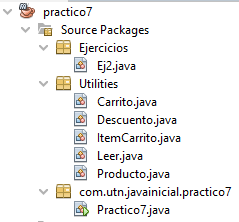 practico7
Source Packages
Ejercicios
Ej2.java
Utilities
Carrito.java
Descuento.java
ItemCarrito.java
Leer.java
Producto.java
com.utn.javainicial.practico7
Practico7.java